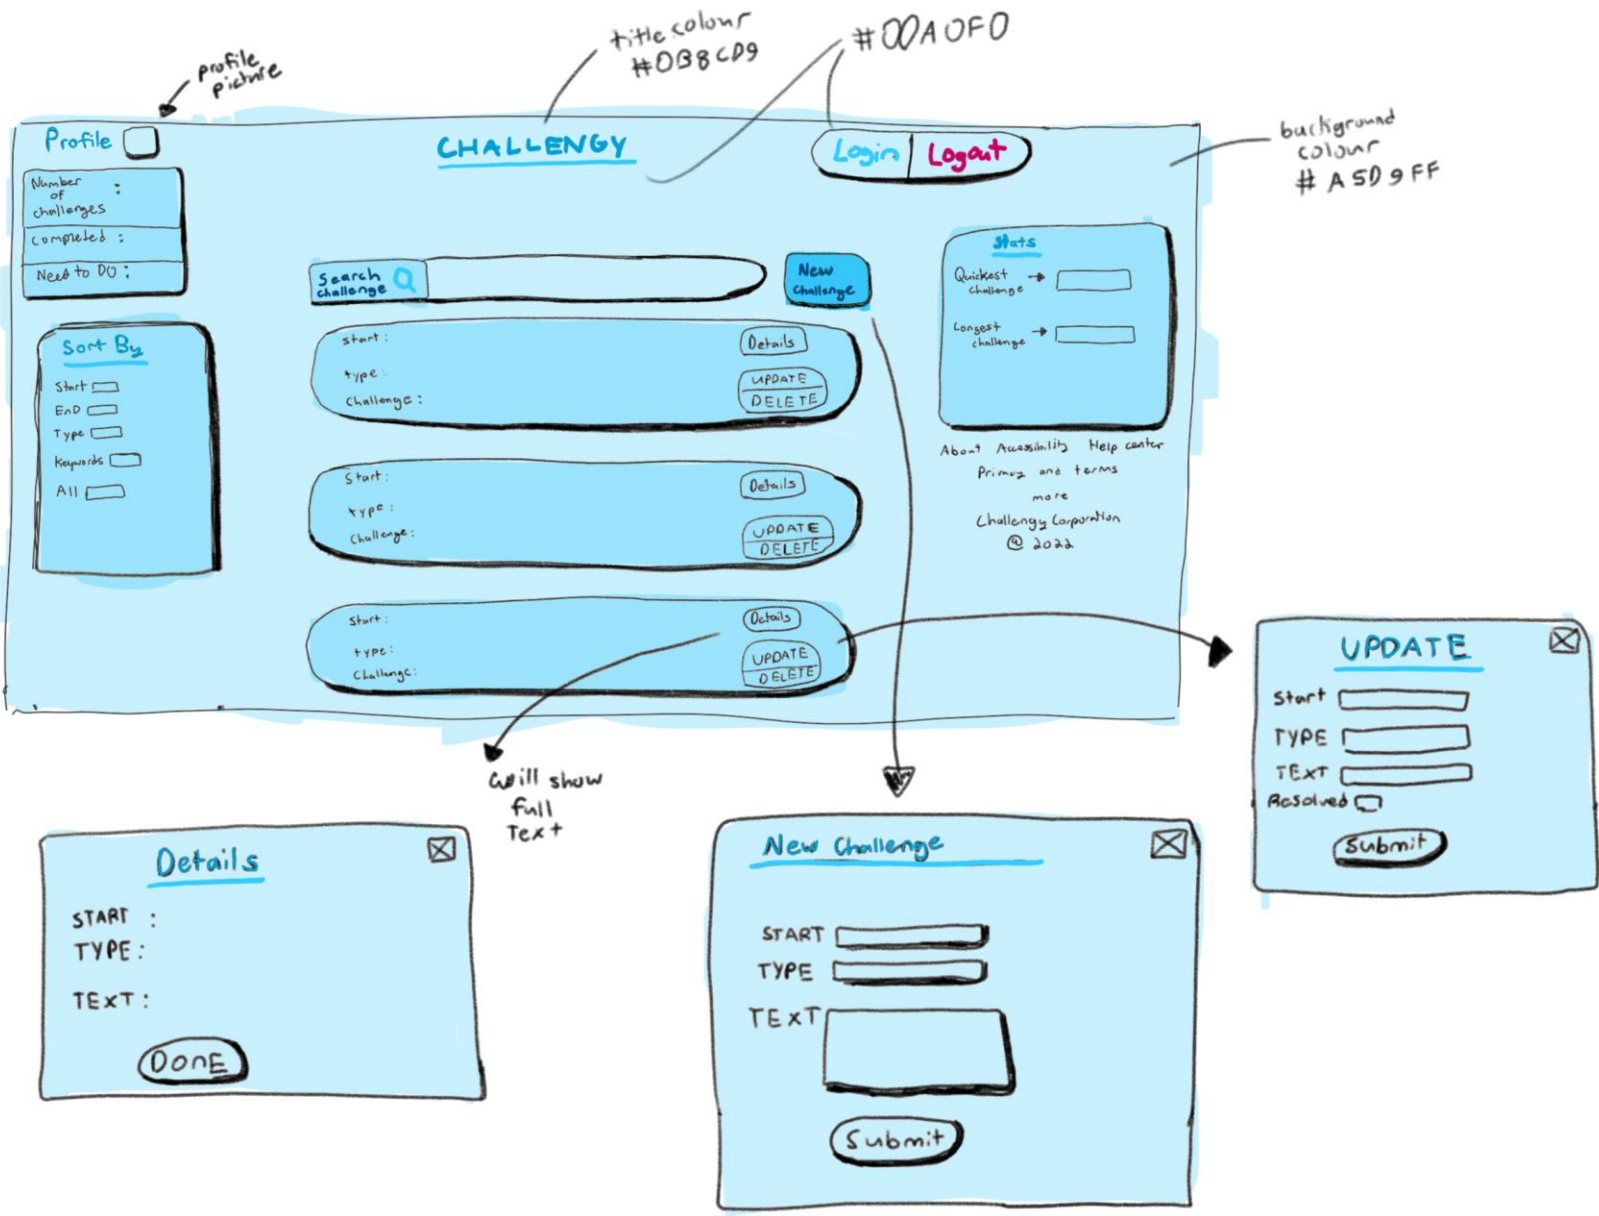 title colour
#0B8CD9
#00A0F0
profile
picture
background
colour
# A5D9FF
Profile
CHALLENGY
Login
Logout
Number
of
challenges
:
Completed :
Need to DO :
Search
challenge
New
Challenge
Stats
Quickest
challenge
Longest
challenge
Sort By
Start
EnD
Type
Keywords
All
Start :
Details
type :
UPDATE
Challenge :
DELETE
Start :
Details
type :
UPDATE
Challenge :
DELETE
Start :
Details
type :
UPDATE
Challenge :
DELETE
About Accessibility Help center
Privacy and terms
more
Challengy Corporation
@ 2022
will show
full
Text
UPDATE
Start
TYPE
TExT
Resolved
Submit
Details
START :
TYPE :
TExT :
DonE
New Challenge
START
TYPE
TExT
Submit